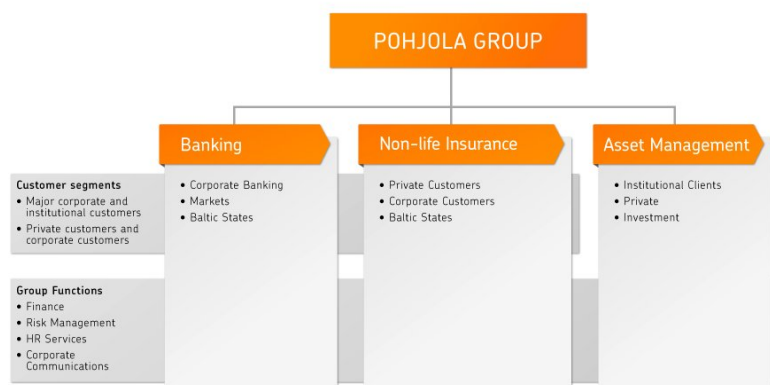 POHJOLA GROUP
Banking
Non-life Insurance
Asset Management
Customer segments
• Major corporate and
institutional customers
• Private customers and
corporate customers
• Corporate Banking
• Markets
• Baltic States
• Private Customers
• Corporate Customers
• Baltic States
• Institutional Clients
• Private
• Investment
Group Functions
• Finance
• Risk Management
• HR Services
• Corporate
Communications